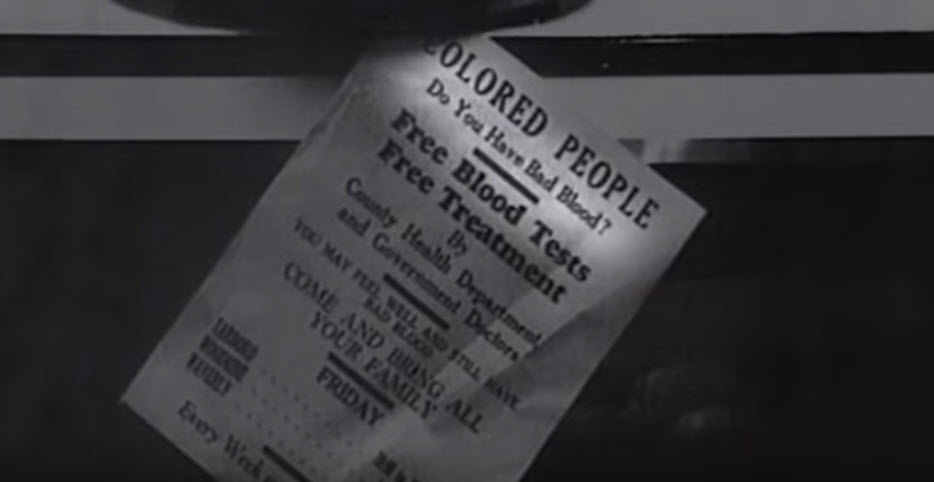 COLORED PEOPLE
Do You Have Bad Blood?
Free Blood Tests
Free Treatment
By
County Health Department
and Government Doctors
YOU MAY FEEL WELL AND STILL HAVE
BAD BLOOD
COME AND BRING ALL
YOUR FAMILY
FRIDAY
Every Week